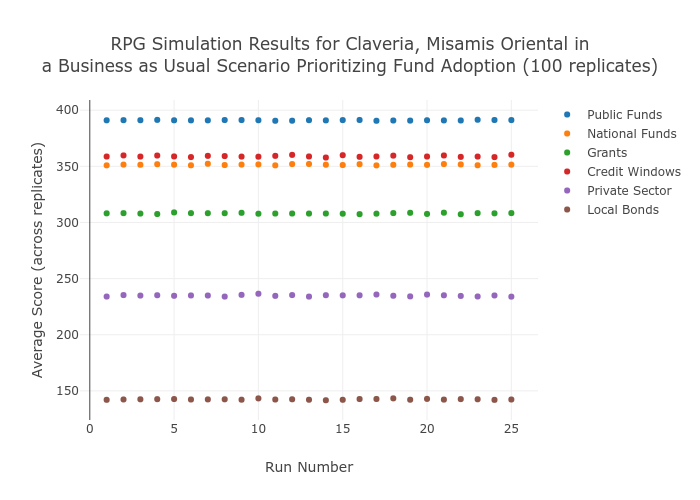 RPG Simulation Results for Claveria, Misamis Oriental in
a Business as Usual Scenario Prioritizing Fund Adoption (100 replicates)
Average Score (across replicates)
400
350
300
250
200
150
0
5
10
15
20
25
Run Number
Public Funds
National Funds
Grants
Credit Windows
Private Sector
Local Bonds